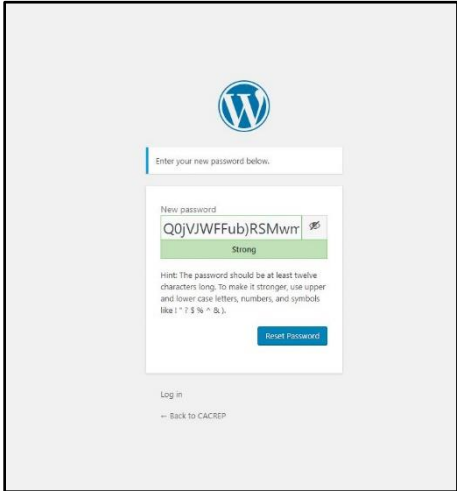 Enter your new password below.
New password
Q0jVJWFFub)RSMwm
Strong
Hint: The password should be at least twelve
characters long. To make it stronger, use upper
and lower case letters, numbers, and symbols
like ! " ? $ % ^ & ).
Reset Password
Log in
← Back to CACREP